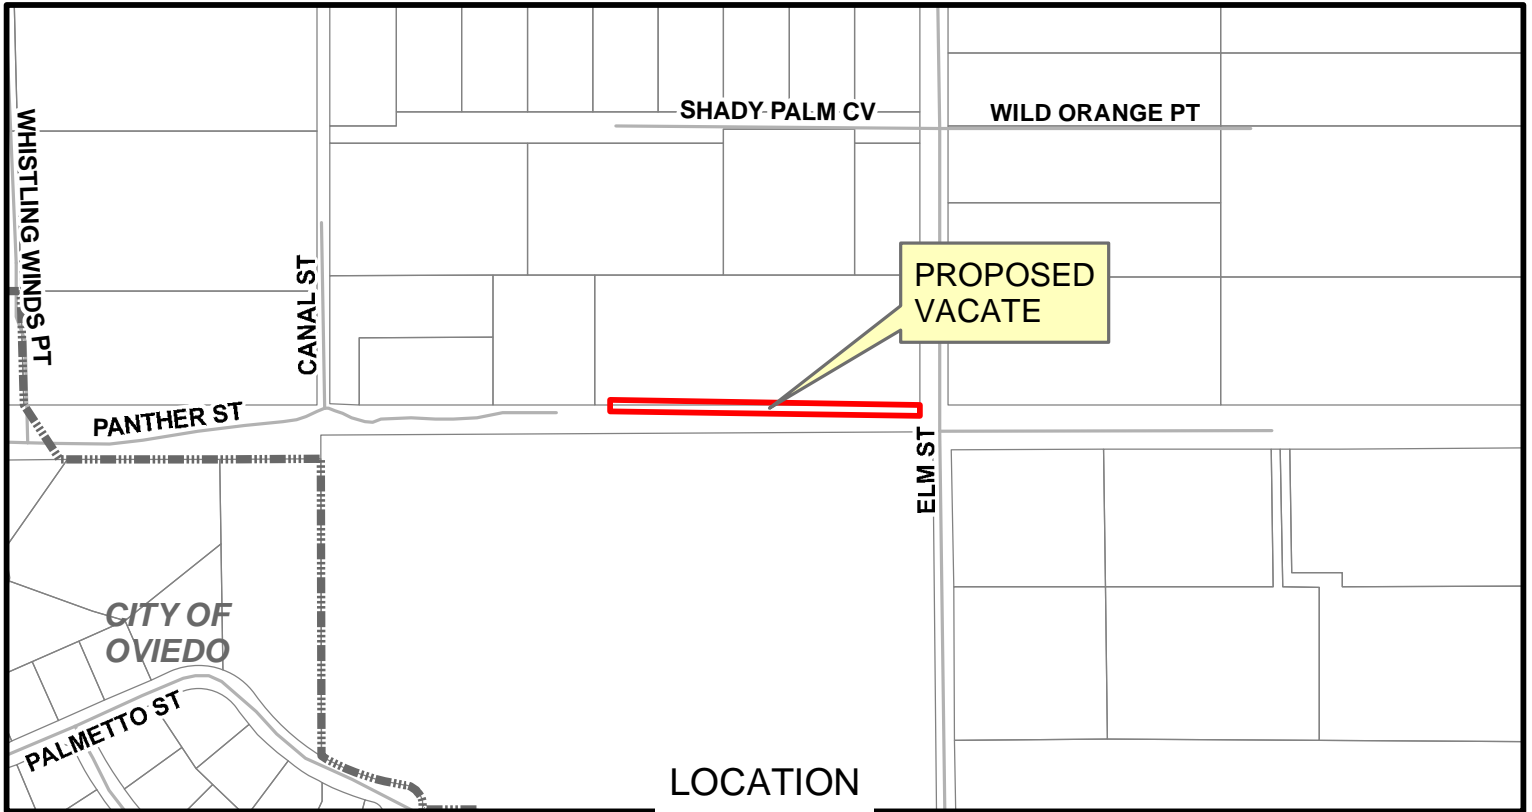 SHADY PALM CV
WILD ORANGE PT
WHISTLING WINDS PT
CANAL ST
PROPOSED
VACATE
PANTHER ST
ELM ST
CITY OF
OVIEDO
PALMETTO ST
LOCATION